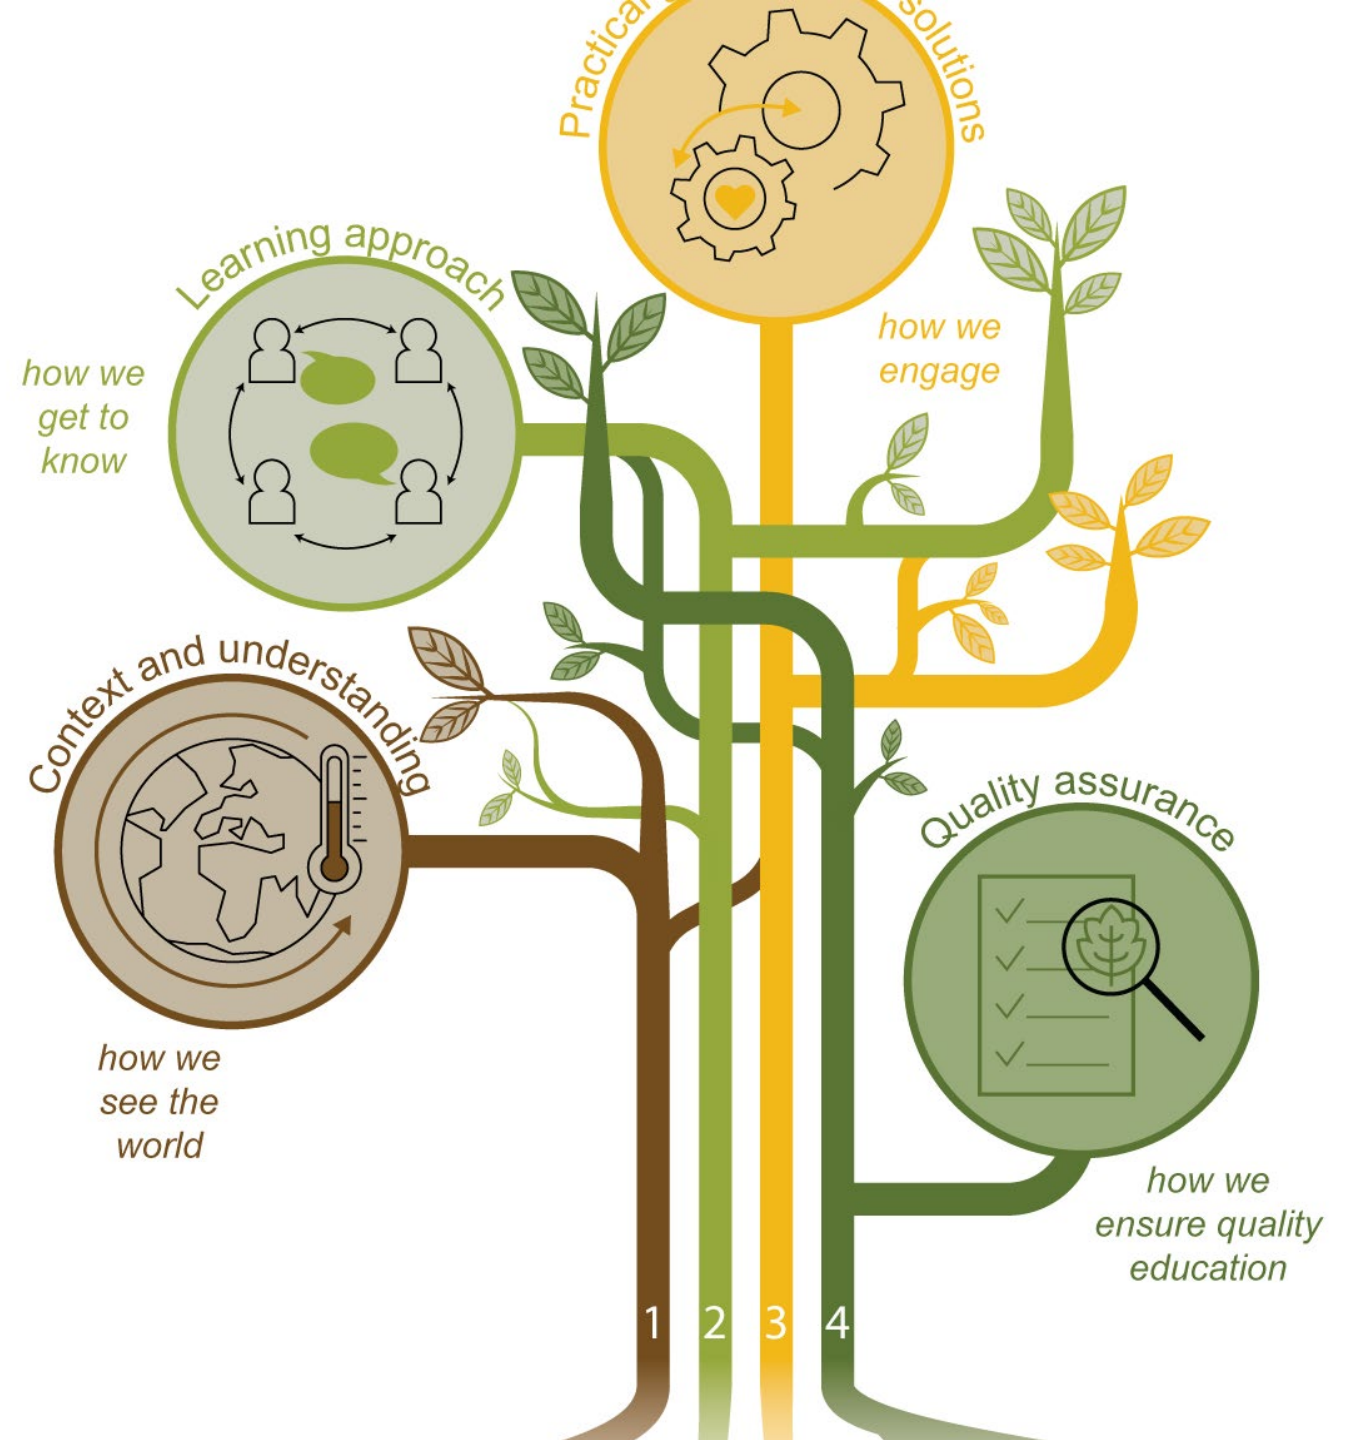 Practical
solutions
Learning approach
how we
get to
know
how we
engage
Context and understanding
how we
see the
world
Quality assurance
how we
ensure quality
education
1 2 3 4